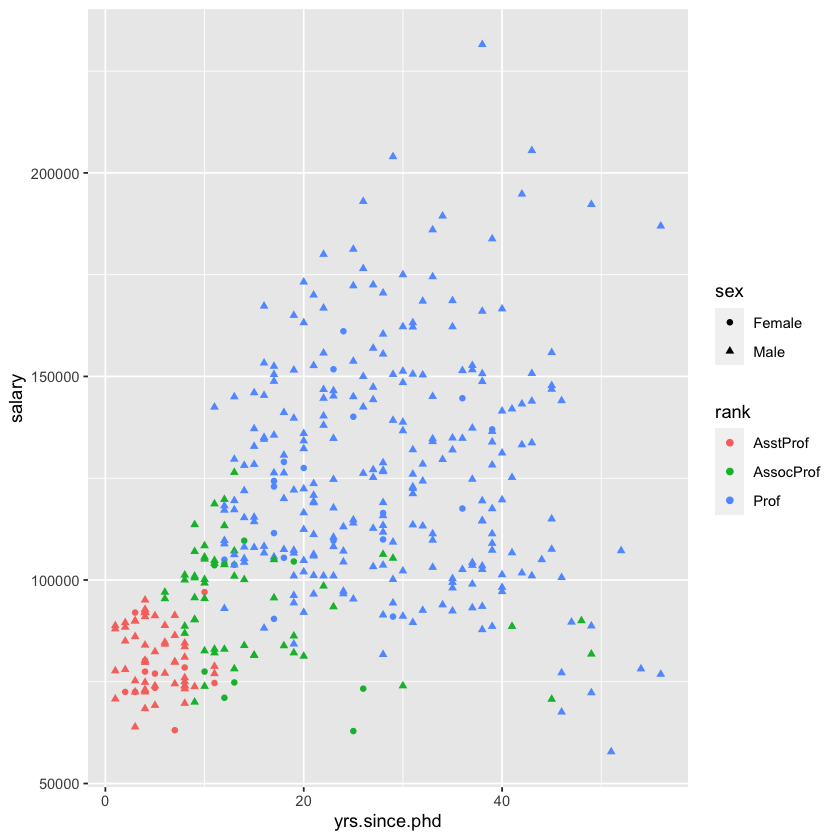 salary
200000
150000
100000
50000
0
20
40
yrs.since.phd
sex
Female
Male
rank
AsstProf
AssocProf
Prof